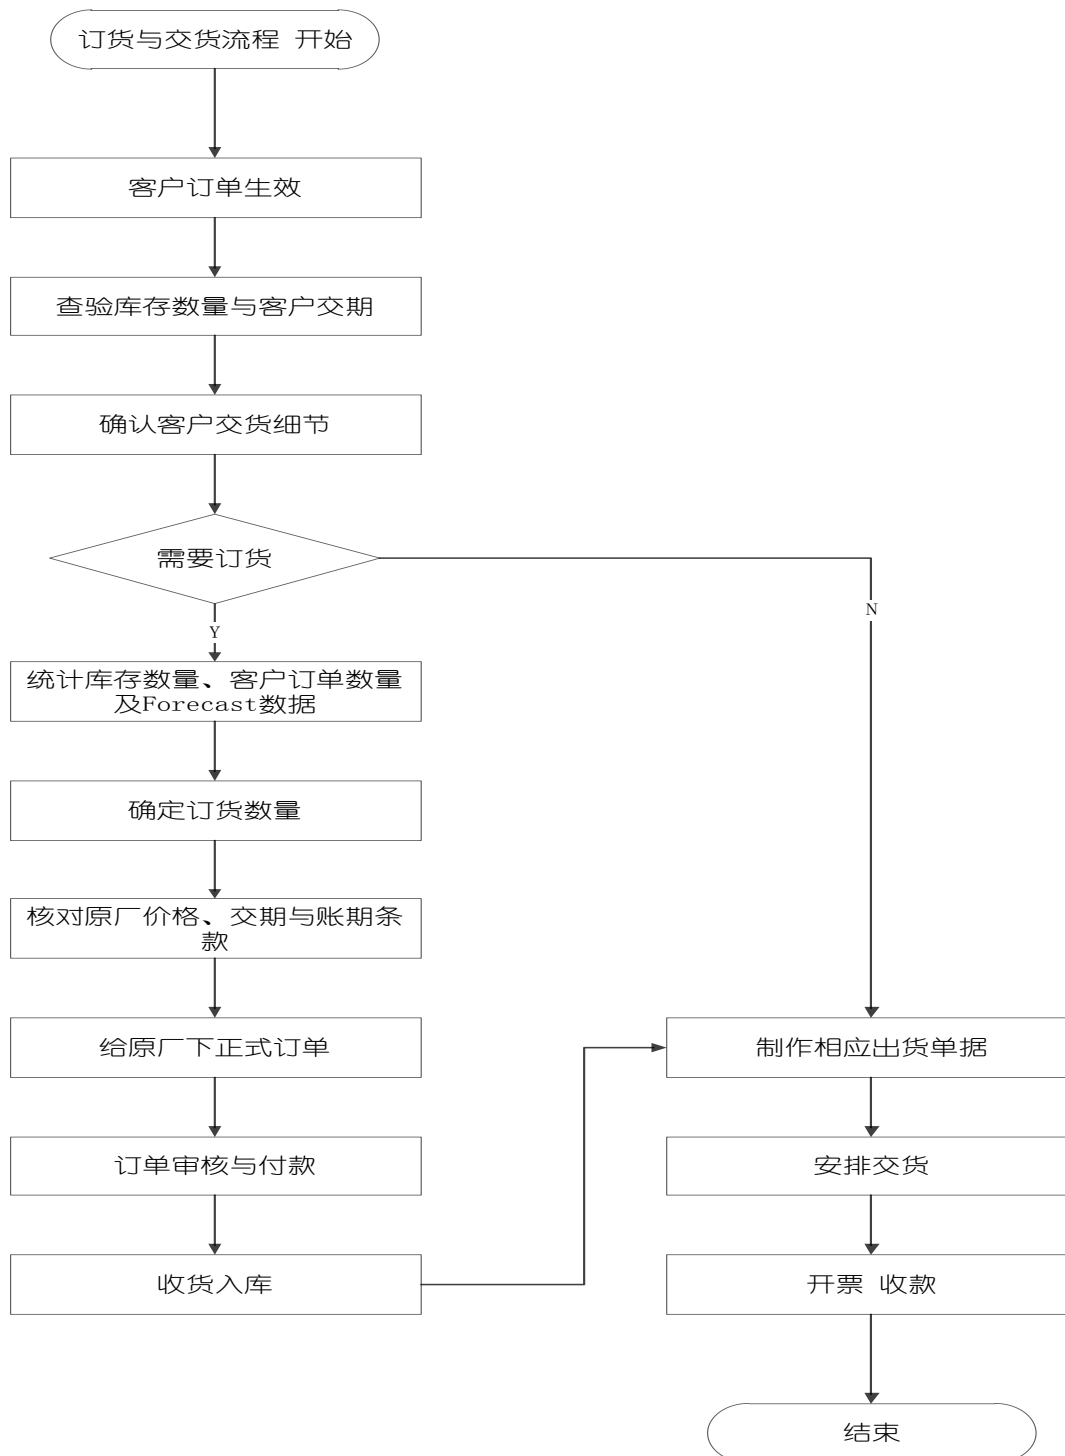 订货与交货流程 开始
客户订单生效
查验库存数量与客户交期
确认客户交货细节
需要订货
N
Y
统计库存数量、客户订单数量
及Forecast数据
确定订货数量
核对原厂价格、交期与账期条
款
给原厂下正式订单
订单审核与付款
收货入库
制作相应出货单据
安排交货
开票 收款
结束